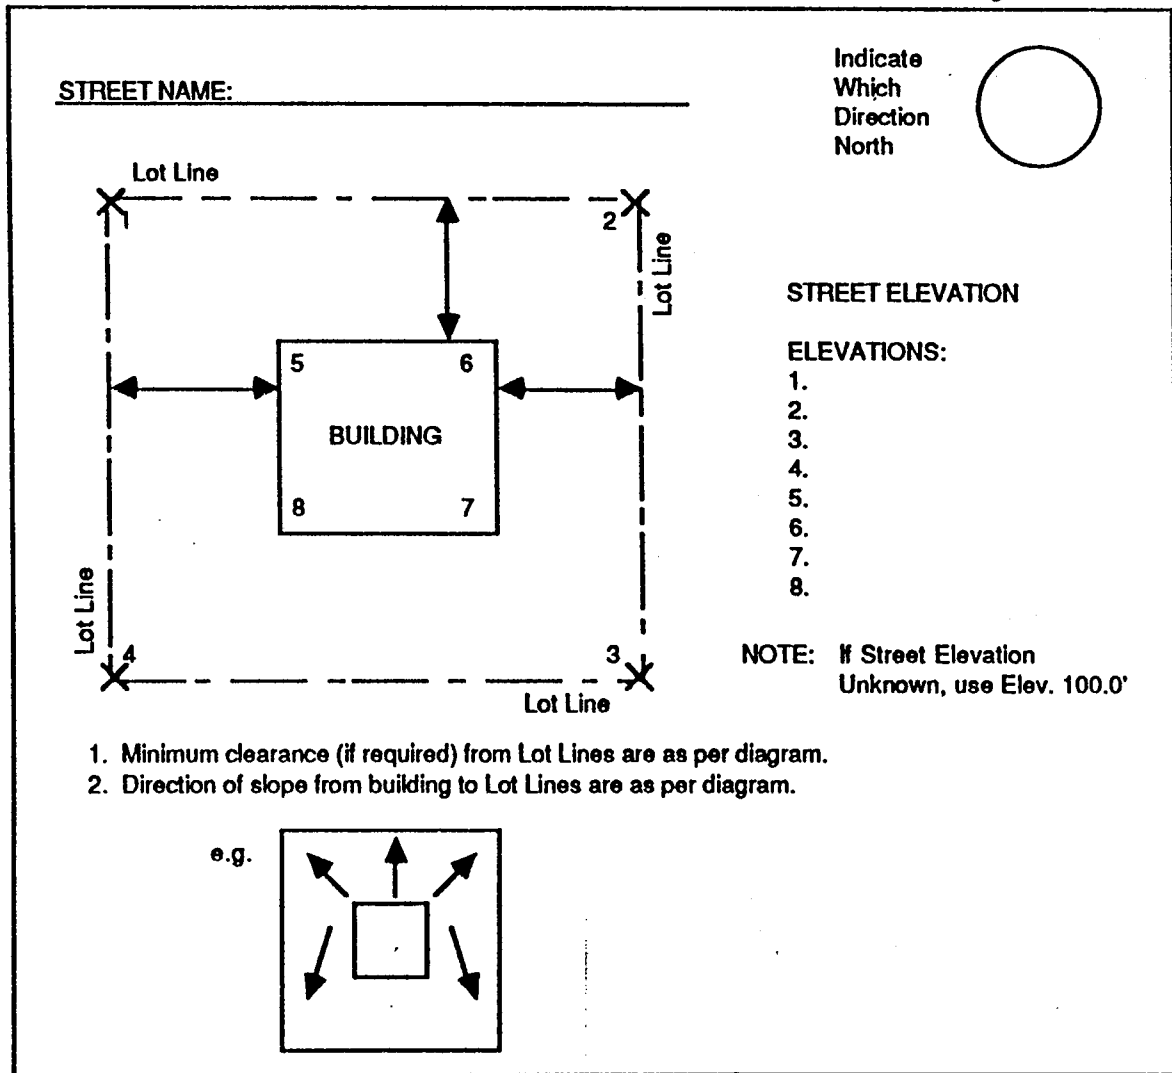 Indicate
Which
Direction
North
STREET NAME:
Lot Line
1
2
Lot Line
5
6
BUILDING
8
7
Lot Line
4
3
Lot Line
STREET ELEVATION
ELEVATIONS:
1.
2.
3.
4.
5.
6.
7.
8.
NOTE: If Street Elevation
Unknown, use Elev. 100.0'
1. Minimum clearance (if required) from Lot Lines are as per diagram.
2. Direction of slope from building to Lot Lines are as per diagram.
e.g.